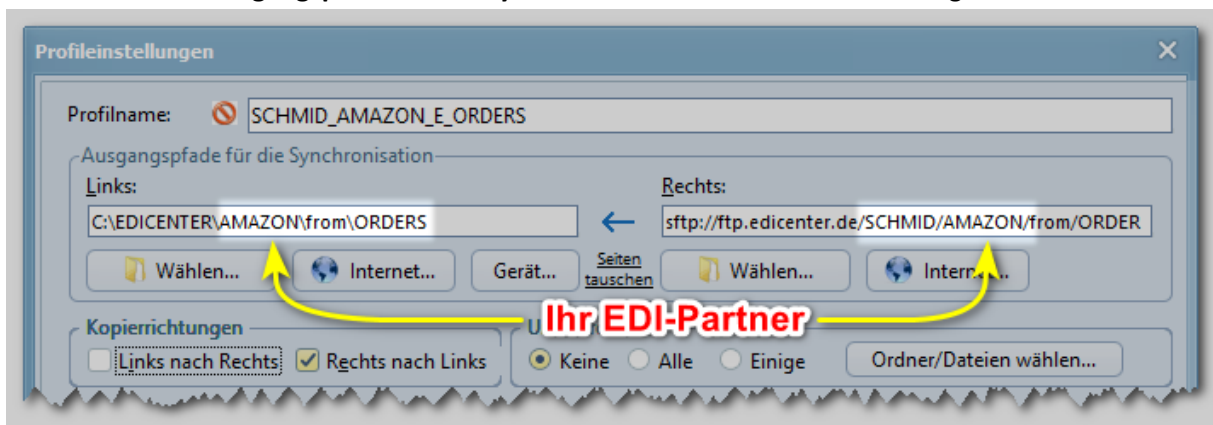 Profileinstellungen
Profilname: SCHMID_AMAZON_E_ORDERS
Ausgangspfade für die Synchronisation
Links: Rechts:
C:\EDICENTER\AMAZON\from\ORDERS sftp://ftp.edicenter.de/SCHMID/AMAZON/from/ORDER
Wählen... Internet... Gerät... Seiten tauschen Wählen...
Ihr EDI-Partner
Kopierrichtungen
Links nach Rechts Rechts nach Links Keine Alle Einige Ordner/Dateien wählen...